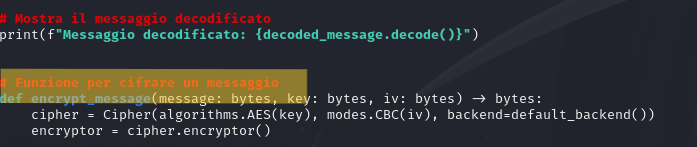 # Mostra il messaggio decodificato
print(f"Messaggio decodificato: {decoded_message.decode()}")
# Funzione per cifrare un messaggio
def encrypt_message(message: bytes, key: bytes, iv: bytes) -> bytes:
cipher = Cipher(algorithms.AES(key), modes.CBC(iv), backend=default_backend())
encryptor = cipher.encryptor()